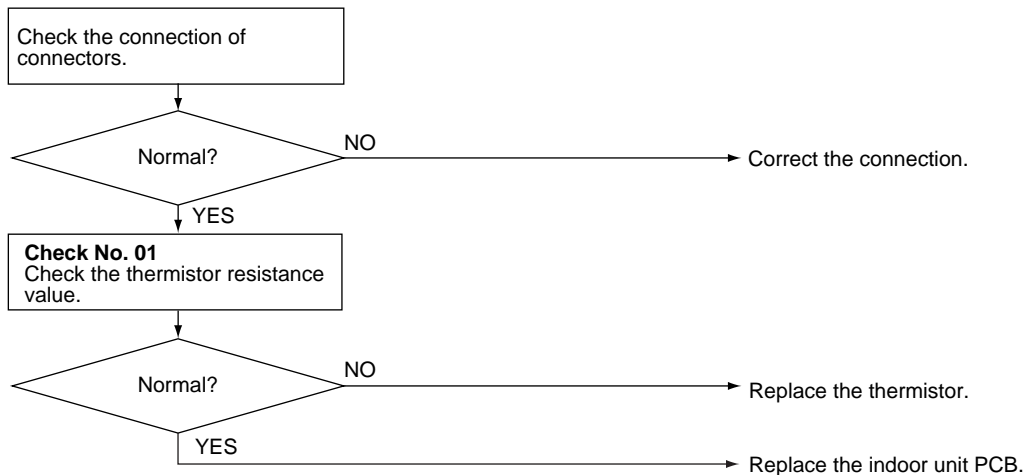 Check the connection of
connectors.
Normal?
NO
Correct the connection.
YES
Check No. 01
Check the thermistor resistance
value.
Normal?
NO
Replace the thermistor.
YES
Replace the indoor unit PCB.